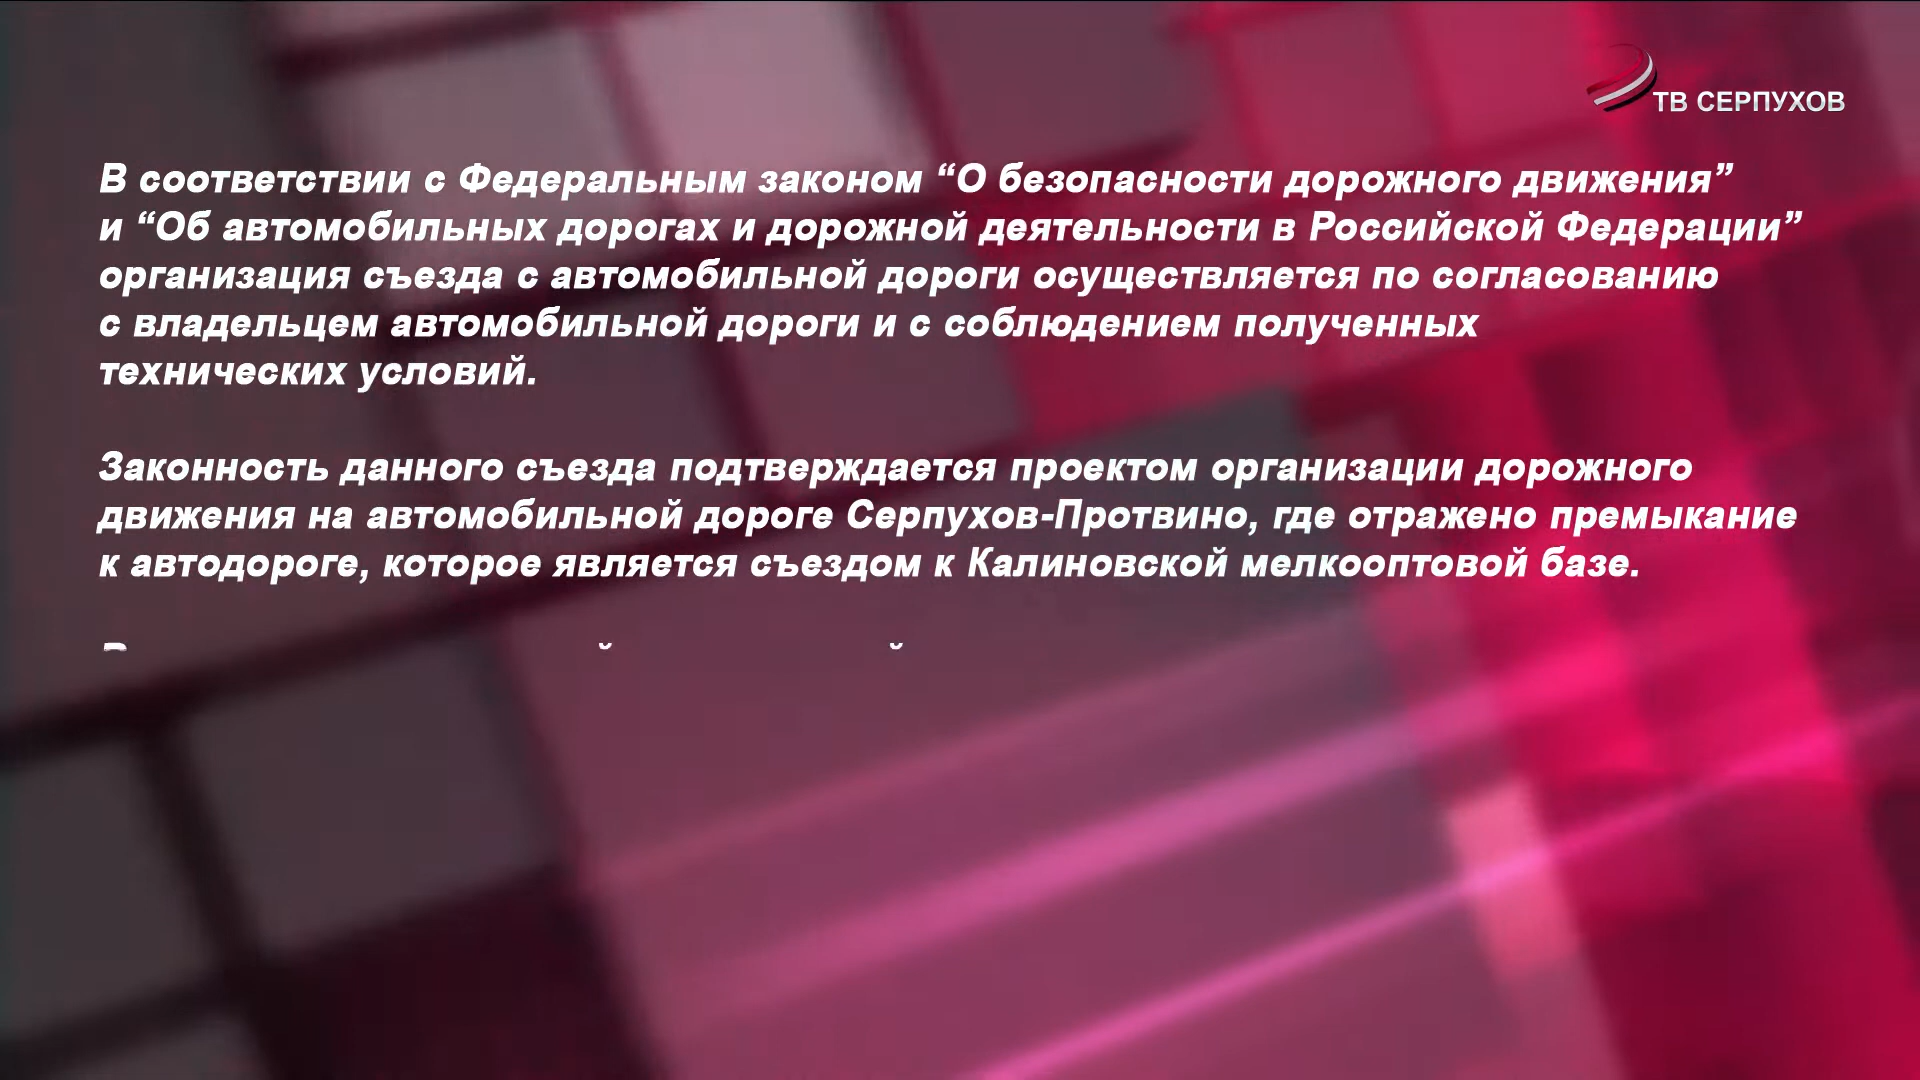 ТВ СЕРПУХОВ
В соответствии с Федеральным законом “О безопасности дорожного движения”
и “Об автомобильных дорогах и дорожной деятельности в Российской Федерации”
организация съезда с автомобильной дороги осуществляется по согласованию
с владельцем автомобильной дороги и с соблюдением полученных
технических условий.
Законность данного съезда подтверждается проектом организации дорожного
движения на автомобильной дороге Серпухов-Протвино, где отражено премыкание
к автодороге, которое является съездом к Калиновской мелкооптовой базе.